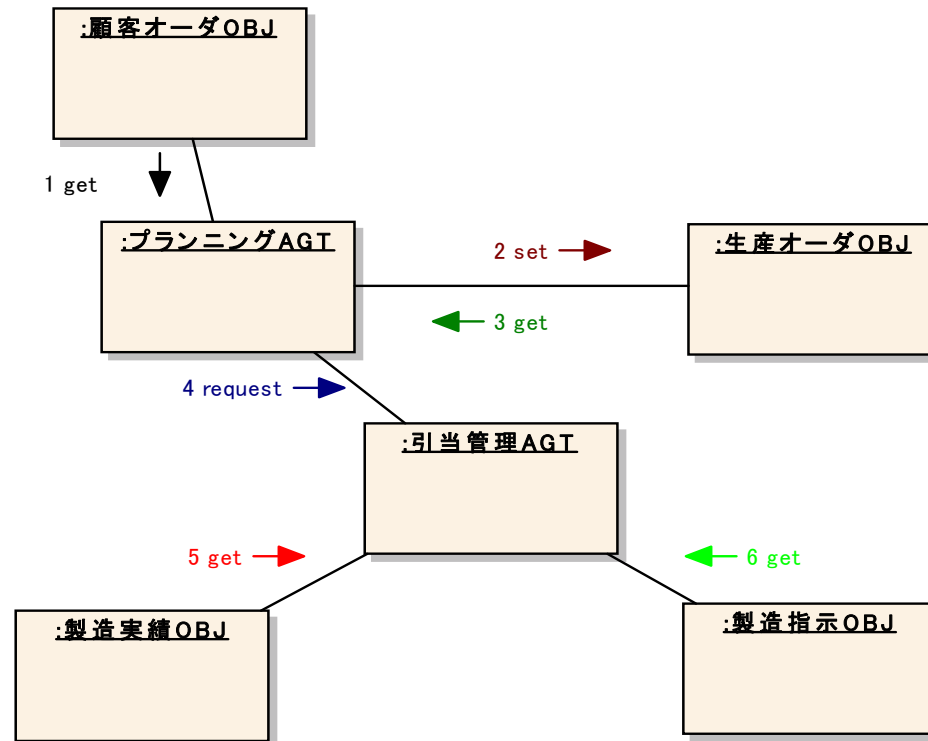 :顧客オーダOBJ
1 get
:プランニングAGT
2 set
:生産オーダOBJ
3 get
4 request
:引当管理AGT
5 get
6 get
:製造実績OBJ
:製造指示OBJ